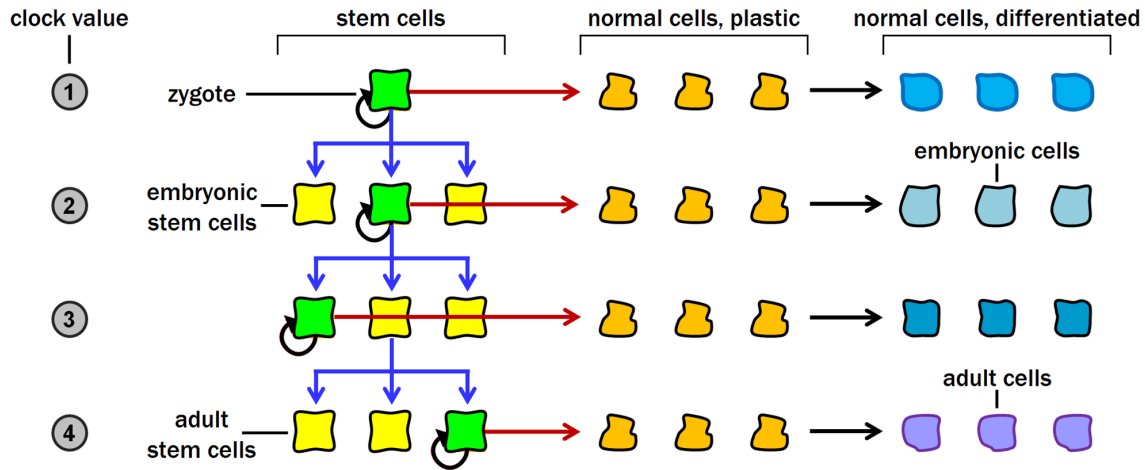 clock value
stem cells
normal cells, plastic
normal cells, differentiated
1
zygote
embryonic cells
2
embryonic
stem cells
3
adult cells
4
adult
stem cells